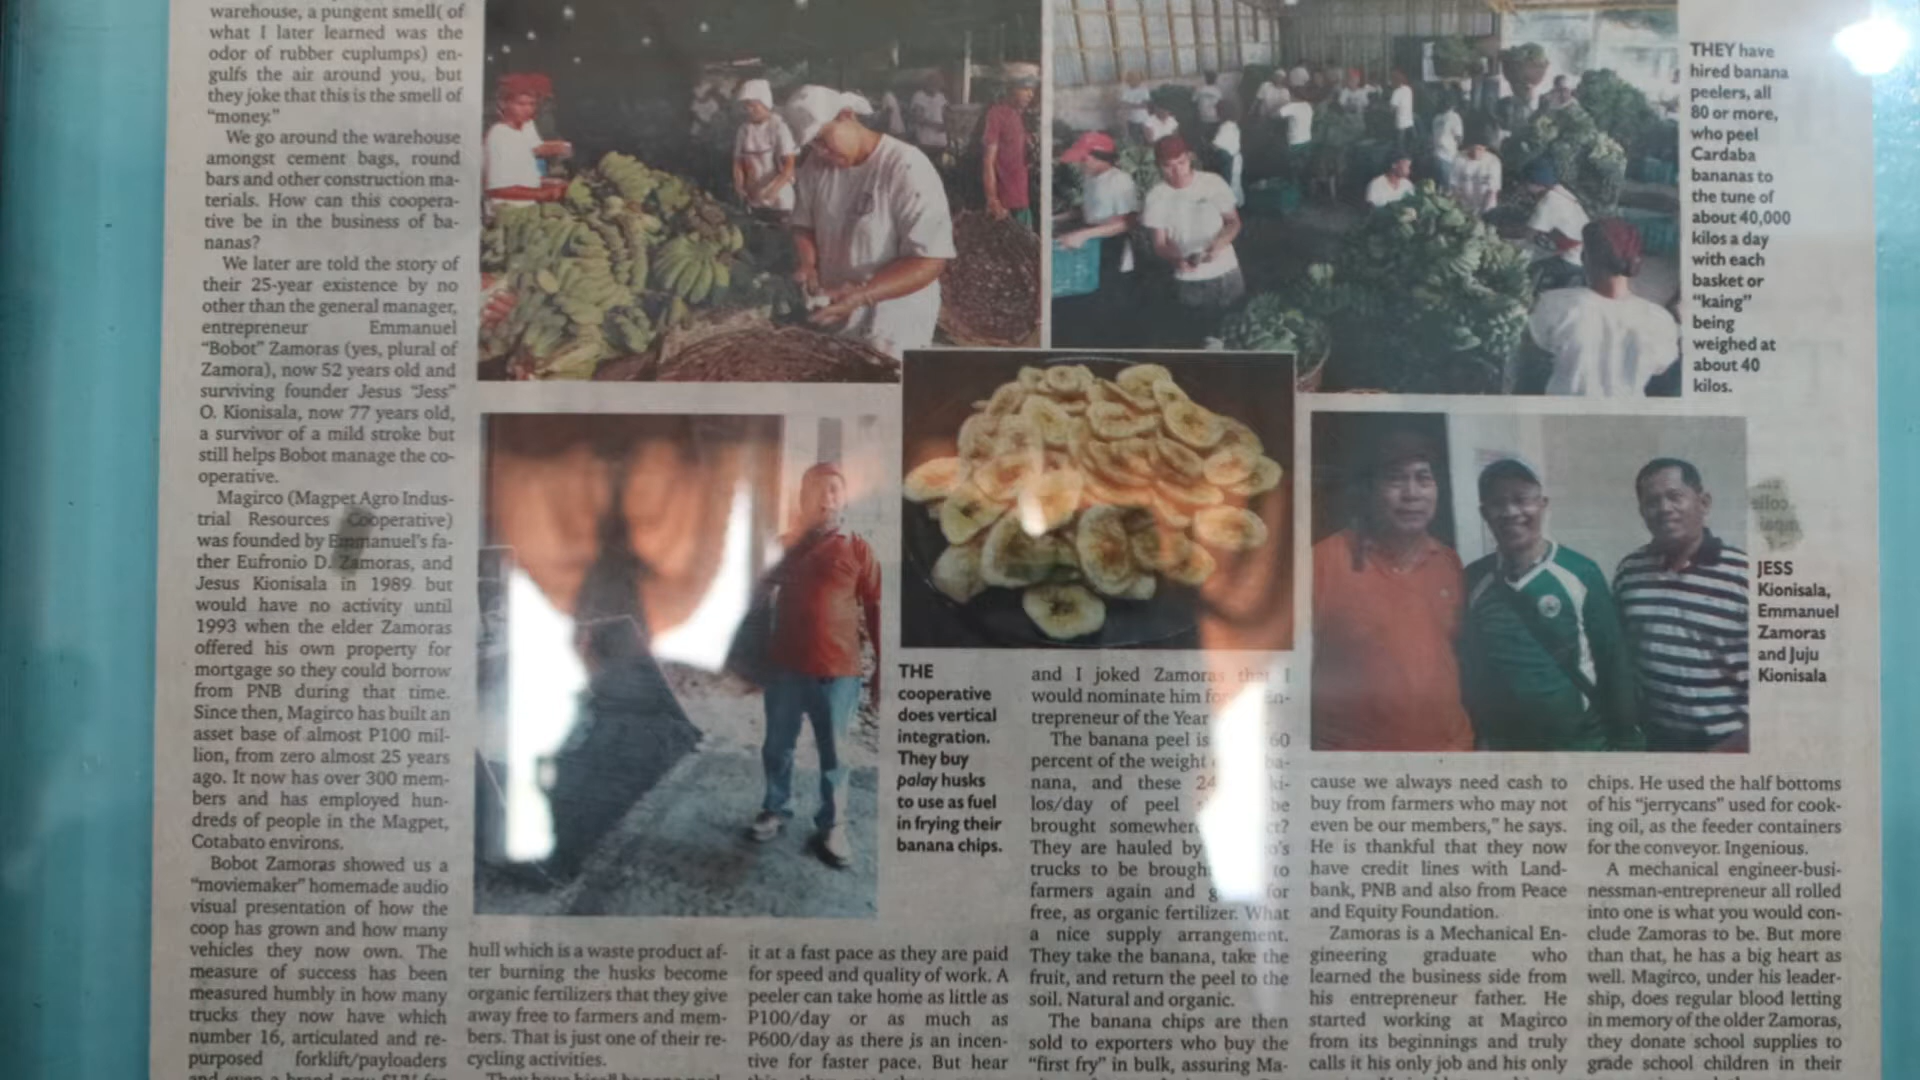 warehouse, a pungent smell( of
what I later learned was the
odor of rubber cuplumps) en-
gulfs the air around you, but
they joke that this is the smell of
"money."
We go around the warehouse
amongst cement bags, round
bars and other construction ma-
terials. How can this coopera-
tive be in the business of ba-
nanas?
We later are told the story of
their 25-year existence by no
other than the general manager,
entrepreneur Emmanuel
"Bobot" Zamoras (yes, plural of
Zamora), now 52 years old and
surviving founder Jesus "Jess"
O. Kionisala, now 77 years old,
a survivor of a mild stroke but
still helps Bobot manage the co-
operative.
Magirco (Magpet Agro Indus-
trial Resources Cooperative)
was founded by Emmanuel's fa-
ther Eufronio D. Zamoras, and
Jesus Kionisala in 1989 but
would have no activity until
1993 when the elder Zamoras
offered his own property for
mortgage so they could borrow
from PNB during that time.
Since then, Magirco has built an
asset base of almost P100 mil-
lion, from zero almost 25 years
ago. It now has over 300 mem-
bers and has employed hun-
dreds of people in the Magpet,
Cotabato environs.
Bobot Zamoras showed us a
"moviemaker" homemade audio
visual presentation of how the
coop has grown and how many
vehicles they now own. The
measure of success has been
measured humbly in how many
trucks they now have which
number 16, articulated and re-
purposed forklift/payloaders
THEY have
hired banana
peelers, all
80 or more,
who peel
Cardaba
bananas to
the tune of
about 40,000
kilos a day
with each
basket or
"kaing"
being
weighed at
about 40
kilos.
JESS
Kionisala,
Emmanuel
Zamoras
and Juju
Kionisala
THE
cooperative
does vertical
integration.
They buy
palay husks
to use as fuel
in frying their
banana chips.
hull which is a waste product af-
ter burning the husks become
organic fertilizers that they give
away free to farmers and mem-
bers. That is just one of their re-
cycling activities.
it at a fast pace as they are paid
for speed and quality of work. A
peeler can take home as little as
P100/day or as much as
P600/day as there is an incen-
tive for faster pace. But hear
and I joked Zamoras that I
would nominate him for En-
trepreneur of the Year
The banana peel is 60
percent of the weight ba-
nana, and these 24 ki-
los/day of peel be
brought somewher
They are hauled by
trucks to be brough to
farmers again and for
free, as organic fertilizer. What
a nice supply arrangement.
They take the banana, take the
fruit, and return the peel to the
soil. Natural and organic.
The banana chips are then
sold to exporters who buy the
"first fry" in bulk, assuring Ma-
cause we always need cash to
buy from farmers who may not
even be our members," he says.
He is thankful that they now
have credit lines with Land-
bank, PNB and also from Peace
and Equity Foundation.
Zamoras is a Mechanical En-
gineering graduate who
learned the business side from
his entrepreneur father. He
started working at Magirco
from its beginnings and truly
calls it his only job and his only
chips. He used the half bottoms
of his "jerrycans" used for cook-
ing oil, as the feeder containers
for the conveyor. Ingenious.
A mechanical engineer-busi-
nessman-entrepreneur all rolled
into one is what you would con-
clude Zamoras to be. But more
than that, he has a big heart as
well. Magirco, under his leader-
ship, does regular blood letting
in memory of the older Zamoras,
they donate school supplies to
grade school children in their